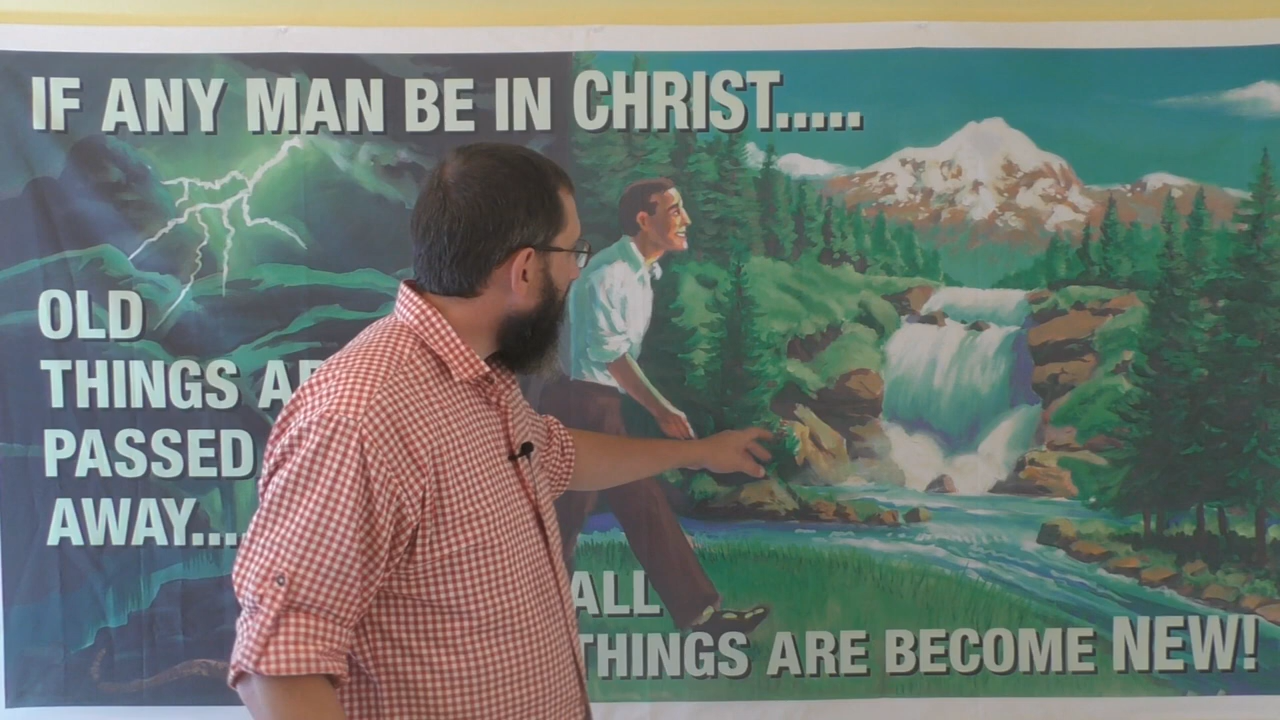 IF ANY MAN BE IN CHRIST.....
OLD
THINGS
PASSED
AWAY....
ALL
THINGS ARE BECOME NEW!